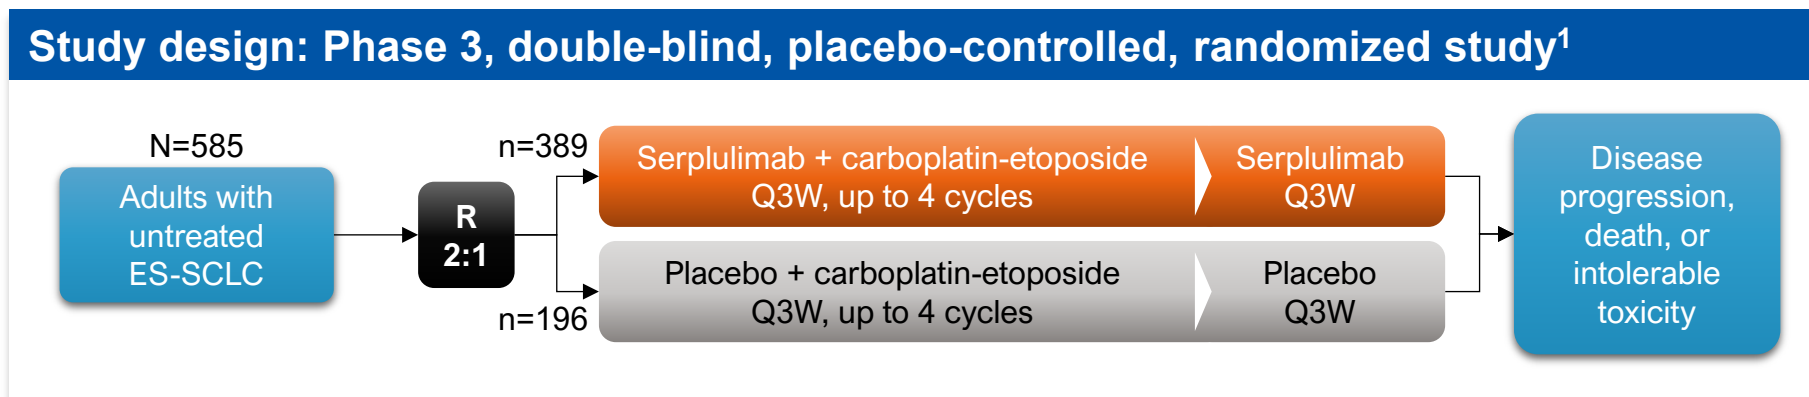 Study design: Phase 3, double-blind, placebo-controlled, randomized study¹
N=585
Adults with
untreated
ES-SCLC
R
2:1
n=389
Serplulimab + carboplatin-etoposide
Q3W, up to 4 cycles
Serplulimab
Q3W
n=196
Placebo + carboplatin-etoposide
Q3W, up to 4 cycles
Placebo
Q3W
Disease
progression,
death, or
intolerable
toxicity